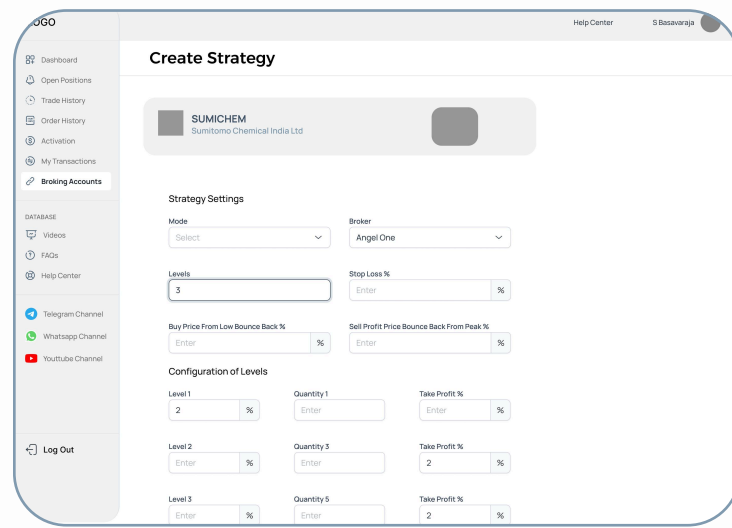 LOGO
Help Center
S Basavaraja
Dashboard
Open Positions
Trade History
Order History
Activation
My Transactions
Broking Accounts
DATABASE
Videos
FAQs
Help Center
Telegram Channel
Whatsapp Channel
Youttube Channel
Log Out
Create Strategy
SUMICHEM
Sumitomo Chemical India Ltd
Strategy Settings
Mode Broker
Select Angel One
Levels Stop Loss %
3 Enter %
Buy Price From Low Bounce Back % Sell Profit Price Bounce Back From Peak %
Enter % Enter %
Configuration of Levels
Level 1 Quantity 1 Take Profit %
2 % Enter Enter %
Level 2 Quantity 3 Take Profit %
Enter % Enter 2 %
Level 3 Quantity 5 Take Profit %
Enter % Enter 2 %